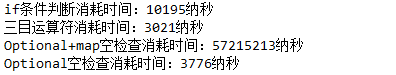 if条件判断消耗时间：10195纳秒
三目运算符消耗时间：3021纳秒
Optional+map空检查消耗时间：57215213纳秒
Optional空检查消耗时间：3776纳秒